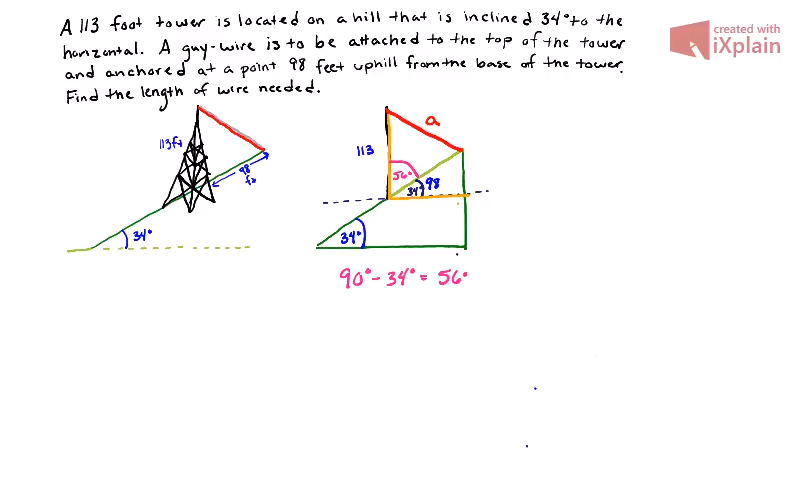 A 113 foot tower is located on a hill that is inclined 34° to the
horizontal. A guy-wire is to be attached to the top of the tower
and anchored at a point 98 feet uphill from the base of the tower.
Find the length of wire needed.
created with
iXplain
113ft
98
ft
34°
a
113
56°
34°
98
34°
90° - 34° = 56°